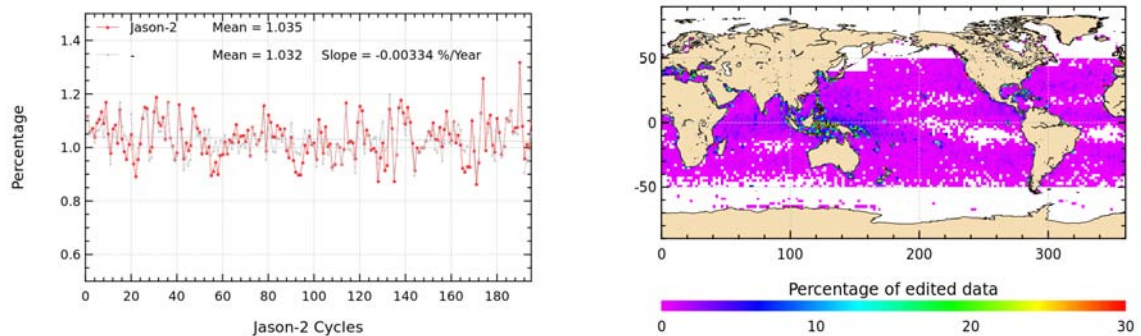 Jason-2 Mean = 1.035
- Mean = 1.032 Slope = -0.00334 %/Year
1.4
1.2
1.0
0.8
0.6
Percentage
0 20 40 60 80 100 120 140 160 180
Jason-2 Cycles
50
0
-50
0 100 200 300
Percentage of edited data
0 10 20 30